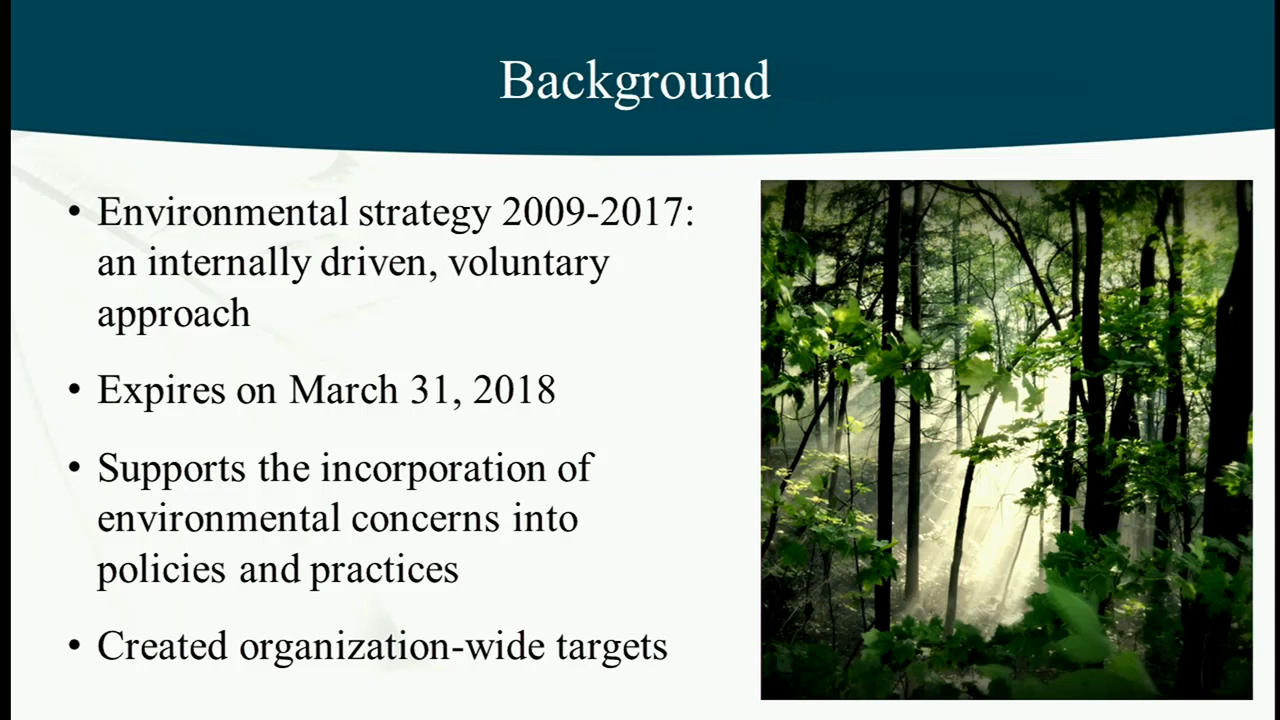 Background
• Environmental strategy 2009-2017:
an internally driven, voluntary
approach
• Expires on March 31, 2018
• Supports the incorporation of
environmental concerns into
policies and practices
• Created organization-wide targets